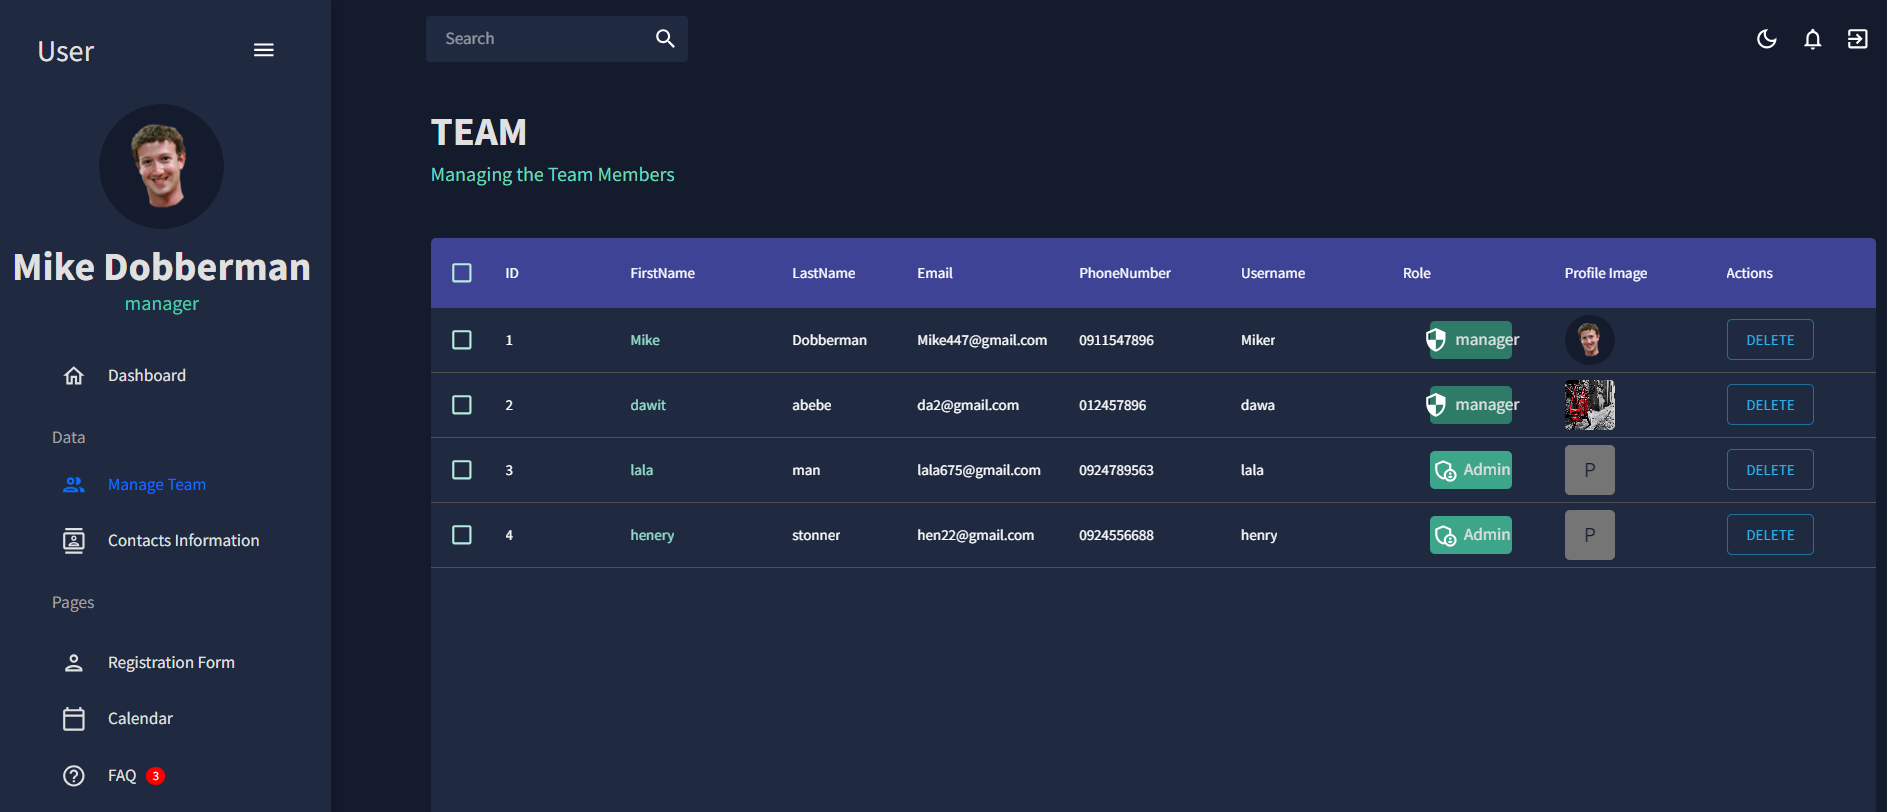 User
Search
Mike Dobberman
manager
Dashboard
Data
Manage Team
Contacts Information
Pages
Registration Form
Calendar
FAQ 3
TEAM
Managing the Team Members
ID FirstName LastName Email PhoneNumber Username Role Profile Image Actions
1 Mike Dobberman Mike447@gmail.com 0911547896 Miker manager DELETE
2 dawit abebe da2@gmail.com 012457896 dawa manager DELETE
3 lala man lala675@gmail.com 0924789563 lala Admin P DELETE
4 henery stonner hen22@gmail.com 0924556688 henry Admin P DELETE